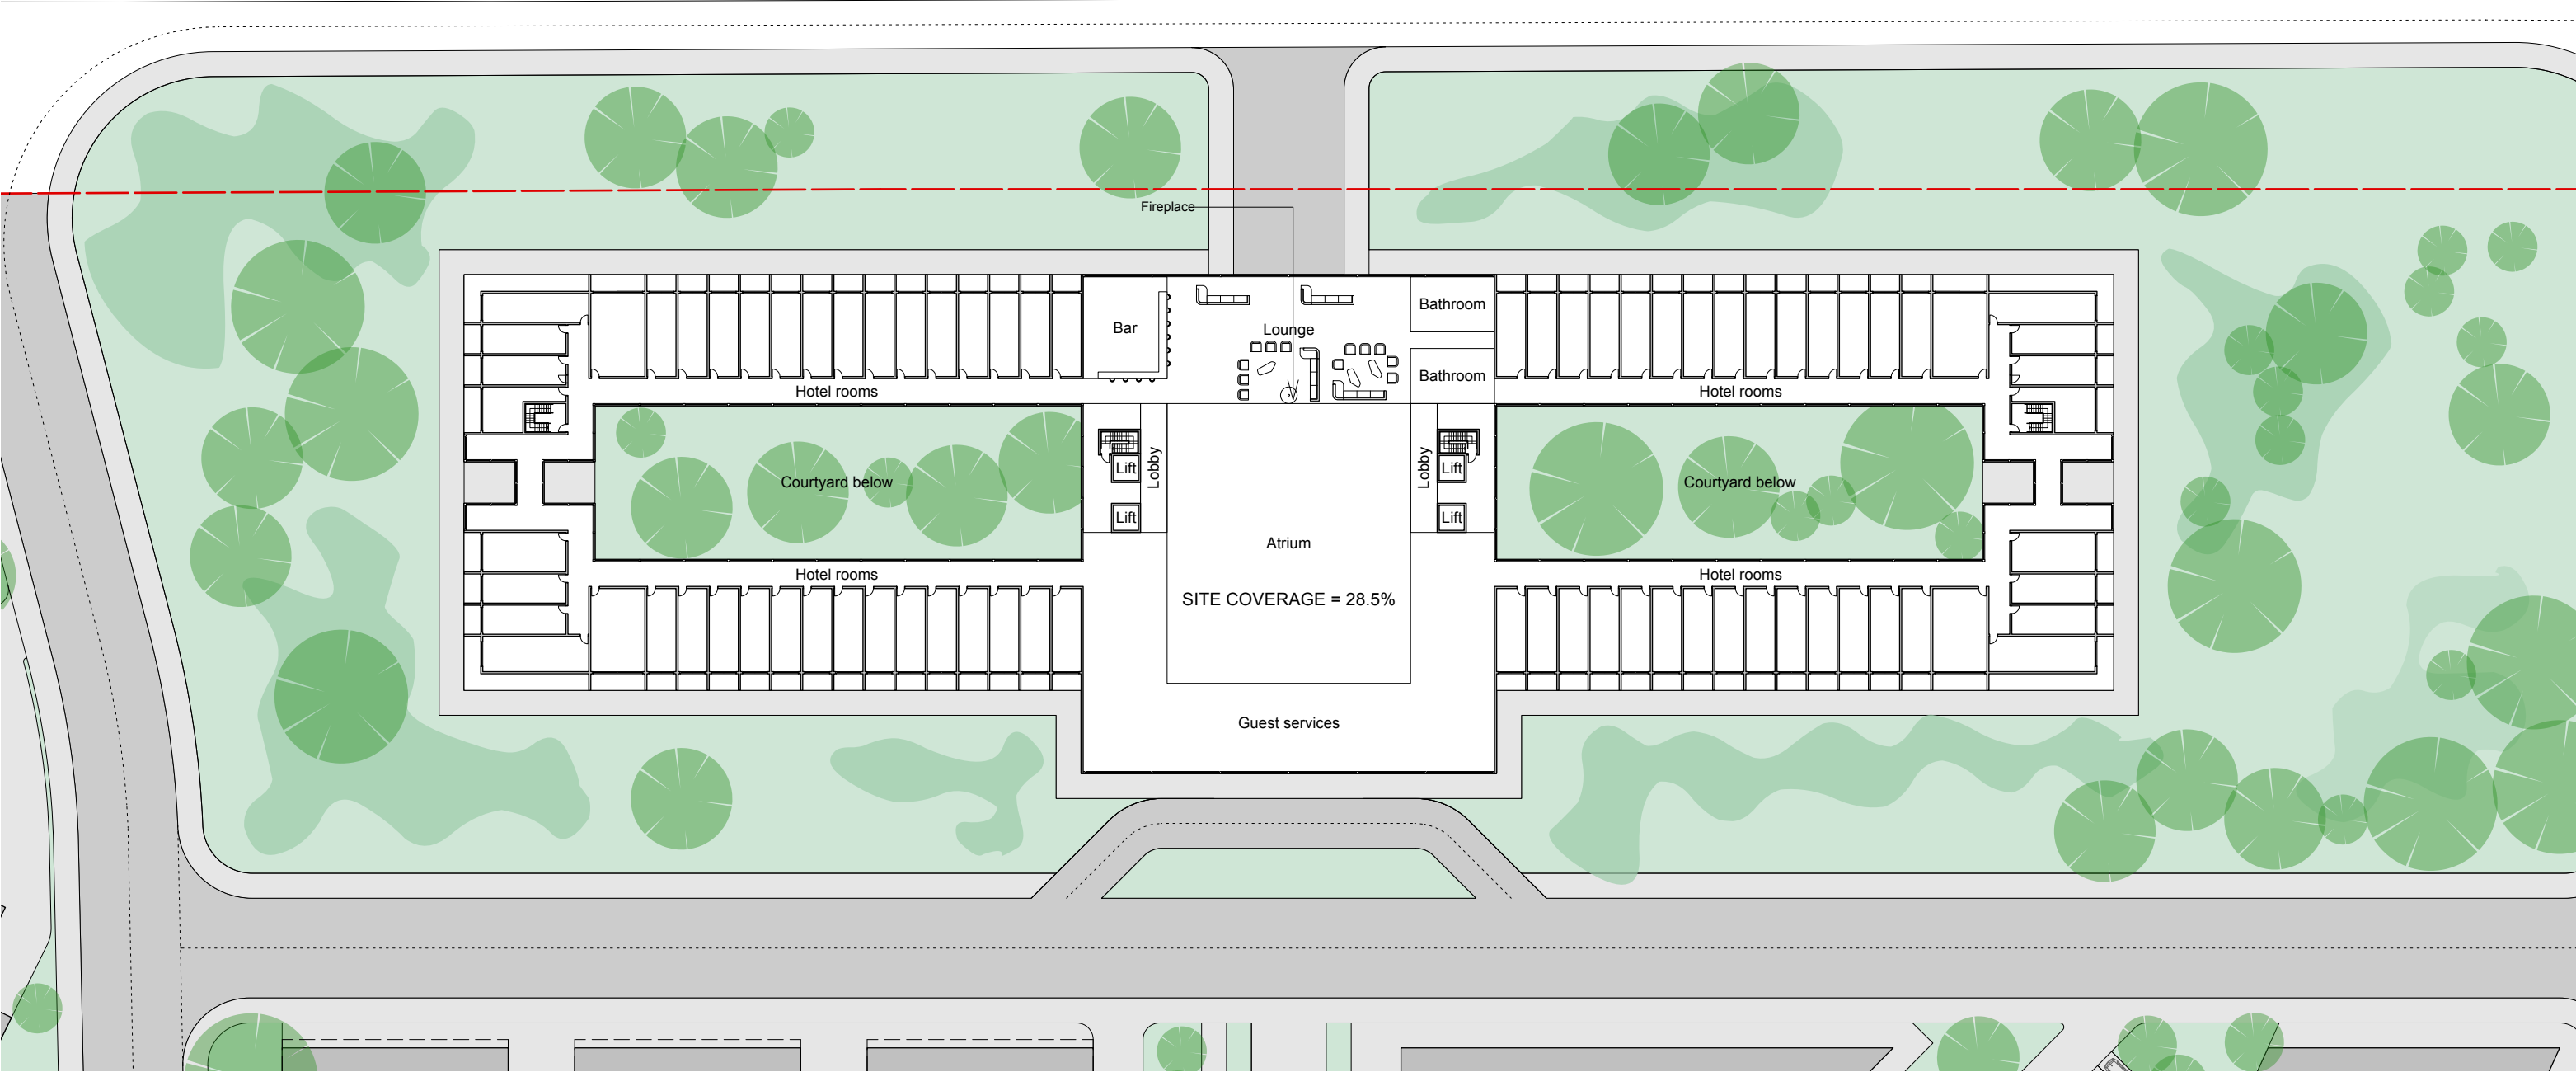 Fireplace
Bathroom
Bar
Lounge
Bathroom
Hotel rooms
Hotel rooms
Lift
Lobby
Lobby
Lift
Courtyard below
Courtyard below
Lift
Lift
Atrium
Hotel rooms
Hotel rooms
SITE COVERAGE = 28.5%
Guest services